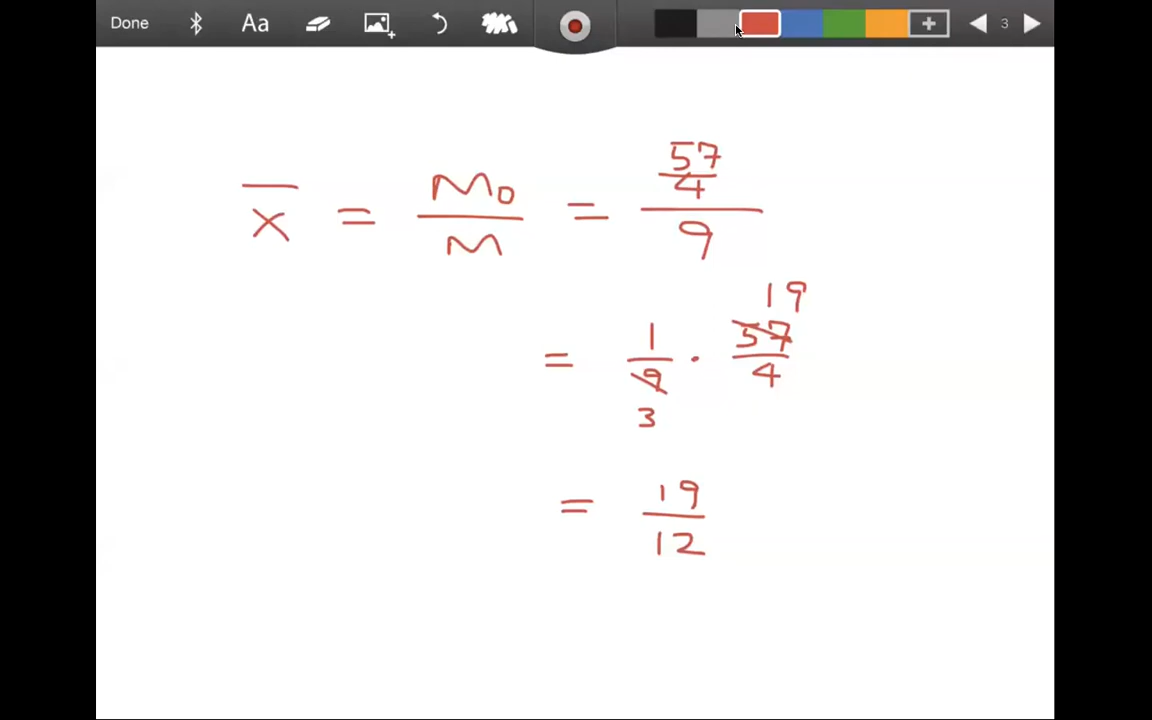 Done Aa 3
x̄ = M₀/M = (57/4)/9
= 1/9 · 57/4
19
3
= 19/12